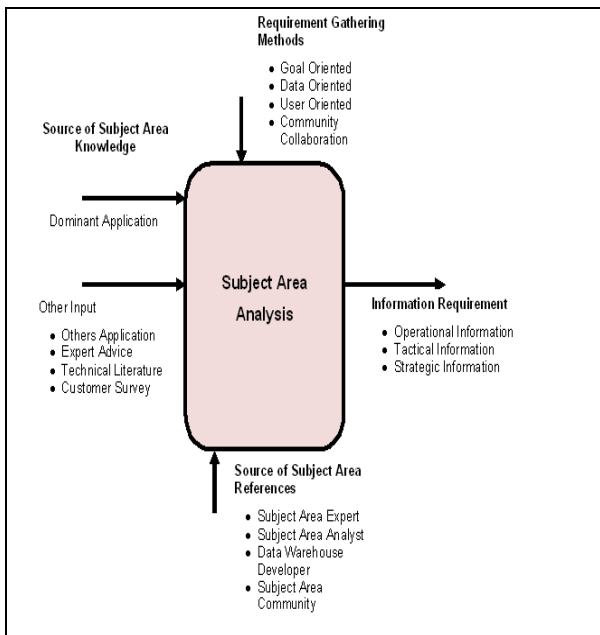 Requirement Gathering
Methods
• Goal Oriented
• Data Oriented
• User Oriented
• Community
Collaboration
Source of Subject Area
Knowledge
Dominant Application
Other Input
• Others Application
• Expert Advice
• Technical Literature
• Customer Survey
Subject Area
Analysis
Information Requirement
• Operational Information
• Tactical Information
• Strategic Information
Source of Subject Area
References
• Subject Area Expert
• Subject Area Analyst
• Data Warehouse
Developer
• Subject Area
Community